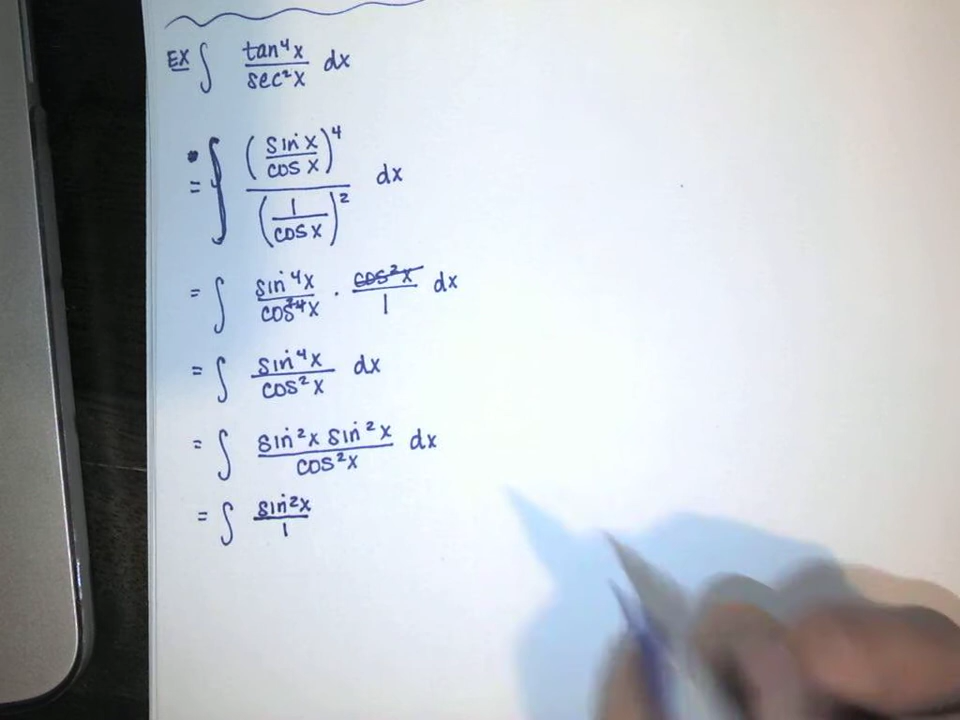 EX ∫ tan⁴x / sec²x dx
= ∫ (sin x / cos x)⁴ / (1 / cos x)² dx
= ∫ sin⁴x / cos²⁴x · cos²x / 1 dx
= ∫ sin⁴x / cos²x dx
= ∫ sin²x sin²x / cos²x dx
= ∫ sin²x / 1